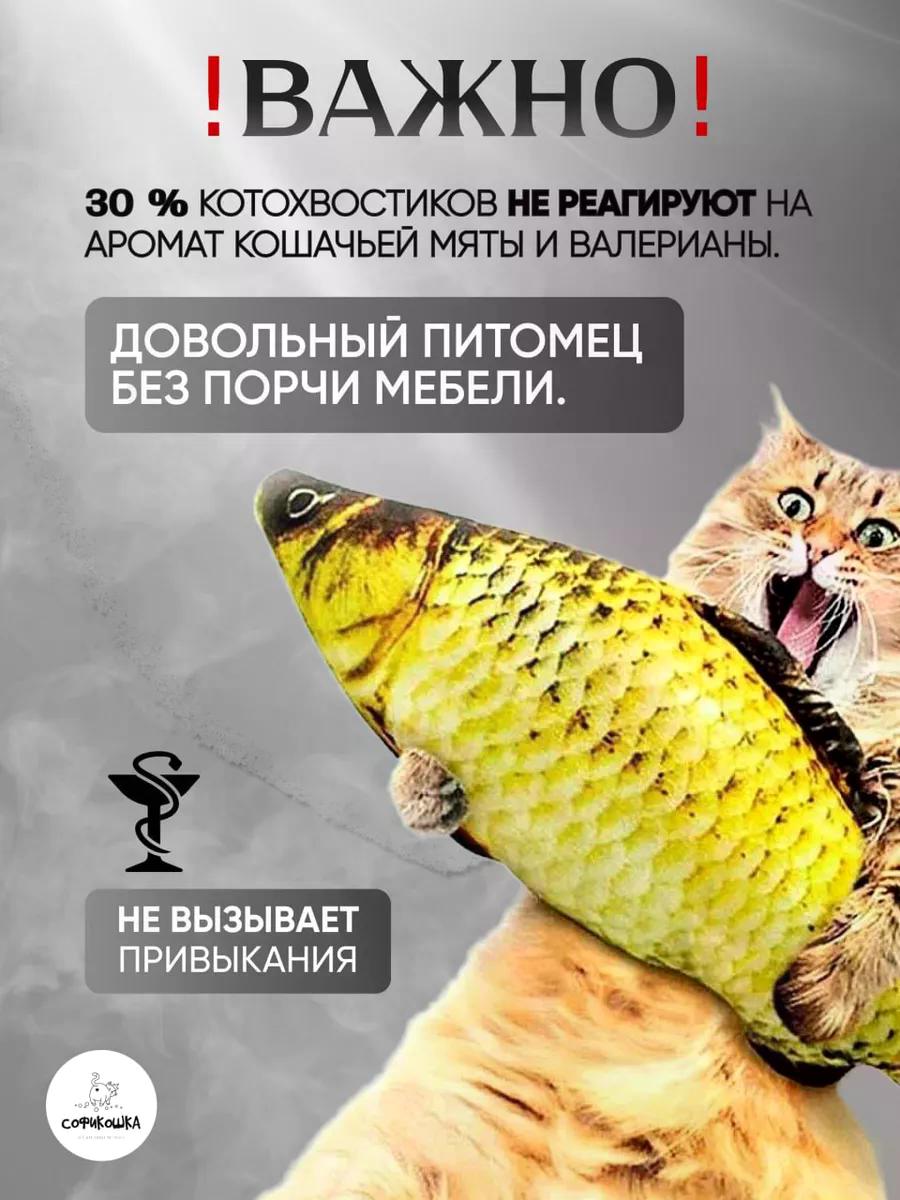 !ВАЖНО!
30 % КОТОХВОСТИКОВ НЕ РЕАГИРУЮТ НА
АРОМАТ КОШАЧЬЕЙ МЯТЫ И ВАЛЕРИАНЫ.
ДОВОЛЬНЫЙ ПИТОМЕЦ
БЕЗ ПОРЧИ МЕБЕЛИ.
НЕ ВЫЗЫВАЕТ
ПРИВЫКАНИЯ
СОФИКОШКА